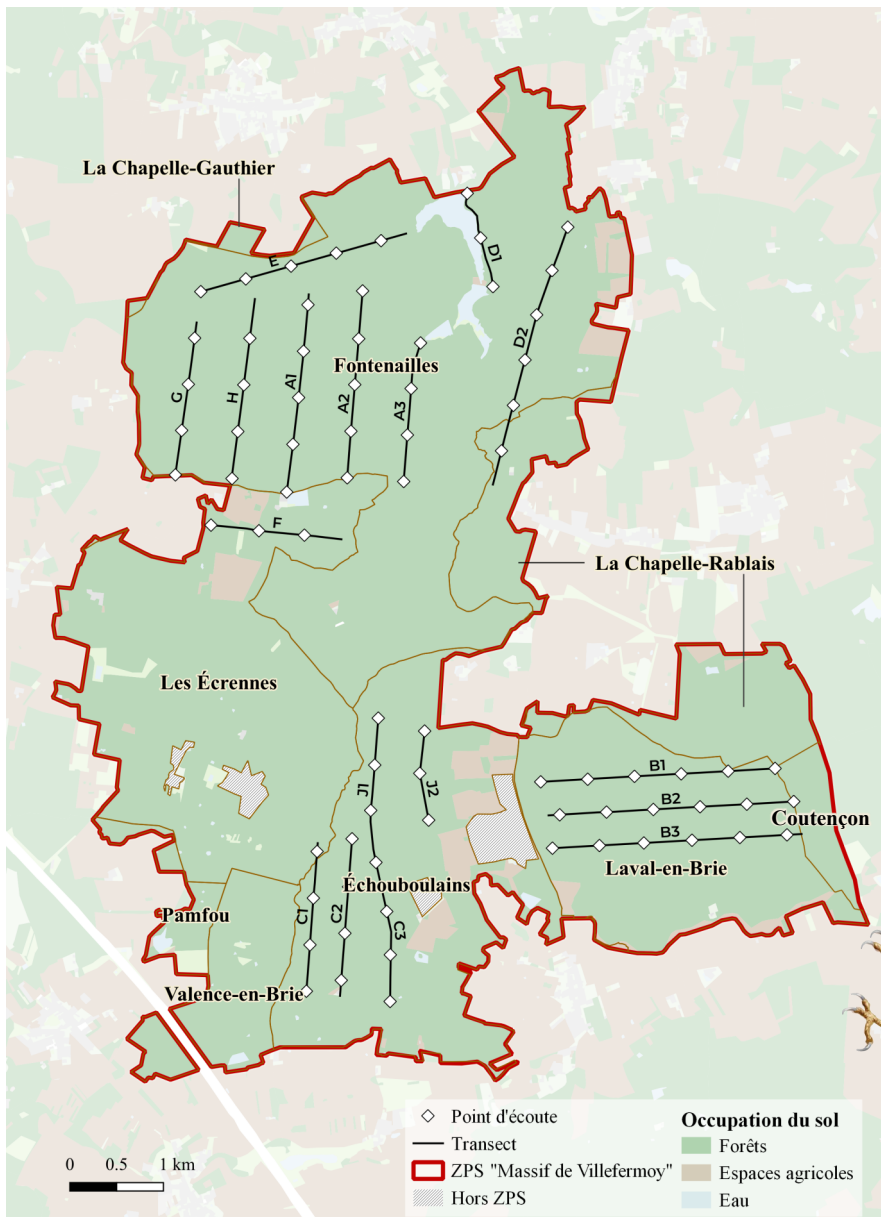 La Chapelle-Gauthier
E
D1
D2
Fontenailles
G
H
A1
A2
A3
F
La Chapelle-Rablais
Les Écrennes
J1
J2
B1
B2
B3
Coutençon
Laval-en-Brie
Échouboulains
Pamfou
C1
C2
C3
Valence-en-Brie
Point d'écoute
Transect
ZPS "Massif de Villefermoy"
Hors ZPS
Occupation du sol
Forêts
Espaces agricoles
Eau
0 0.5 1 km